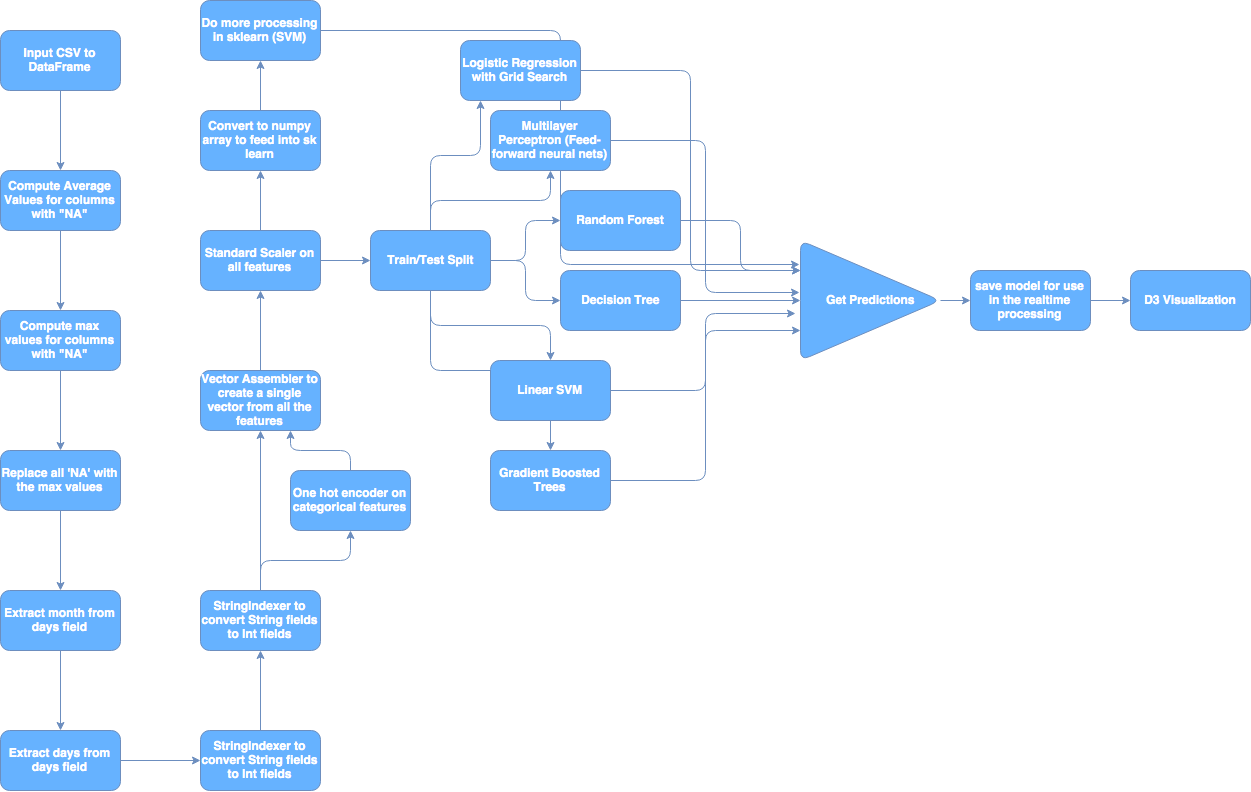 Input CSV to
DataFrame
Compute Average
Values for columns
with "NA"
Compute max
values for columns
with "NA"
Replace all 'NA' with
the max values
Extract month from
days field
Extract days from
days field
StringIndexer to
convert String fields
to int fields
StringIndexer to
convert String fields
to int fields
One hot encoder on
categorical features
Vector Assembler to
create a single
vector from all the
features
Standard Scaler on
all features
Convert to numpy
array to feed into sk
learn
Do more processing
in sklearn (SVM)
Train/Test Split
Logistic Regression
with Grid Search
Multilayer
Perceptron (Feed-
forward neural nets)
Random Forest
Decision Tree
Linear SVM
Gradient Boosted
Trees
Get Predictions
save model for use
in the realtime
processing
D3 Visualization